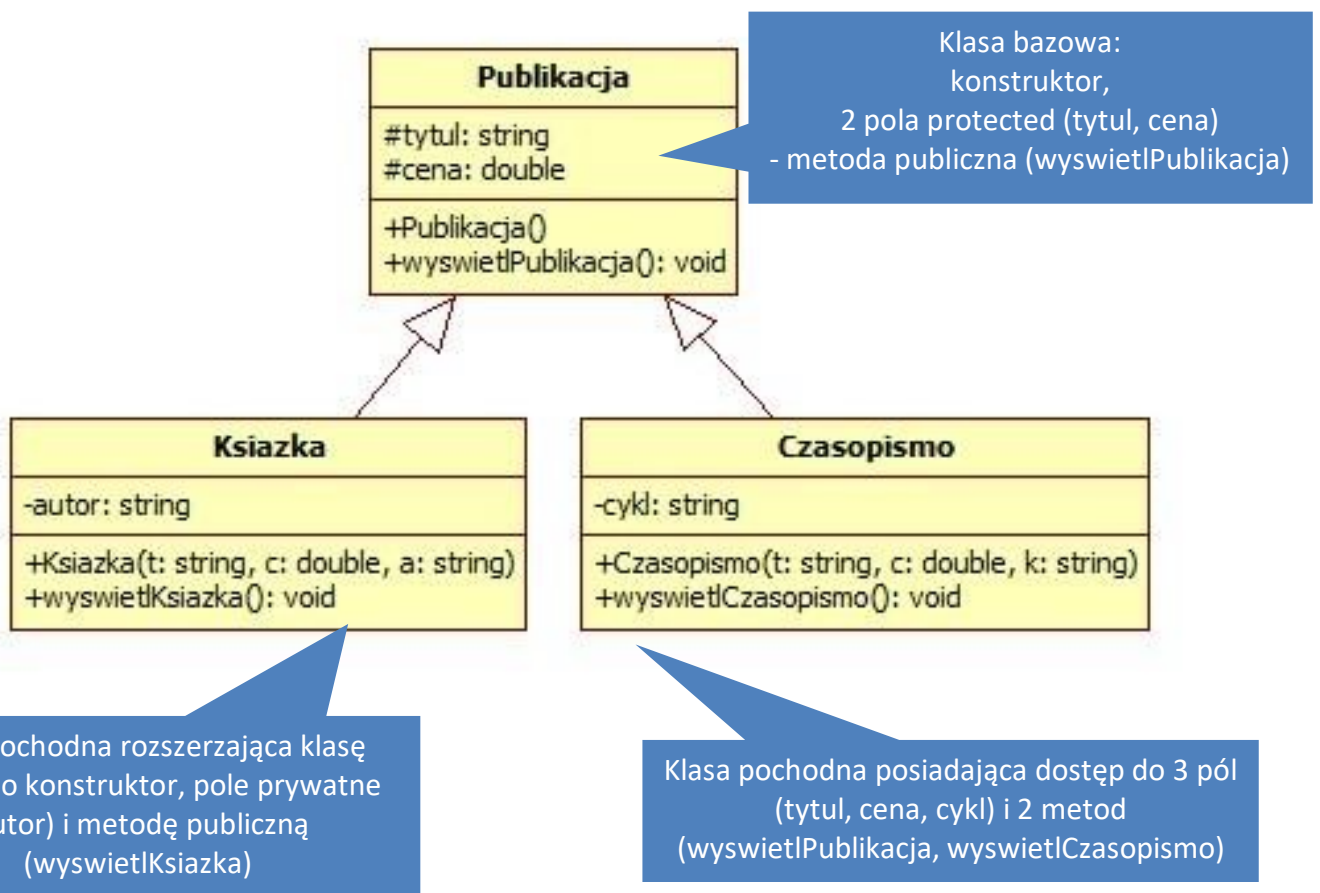 Publikacja
#tytul: string
#cena: double
+Publikacja()
+wyswietlPublikacja(): void
Klasa bazowa:
konstruktor,
2 pola protected (tytul, cena)
- metoda publiczna (wyswietlPublikacja)
Ksiazka
-autor: string
+Ksiazka(t: string, c: double, a: string)
+wyswietlKsiazka(): void
Czasopismo
-cykl: string
+Czasopismo(t: string, c: double, k: string)
+wyswietlCzasopismo(): void
ochodna rozszerzająca klasę
o konstruktor, pole prywatne
utor) i metodę publiczną
(wyswietlKsiazka)
Klasa pochodna posiadająca dostęp do 3 pól
(tytul, cena, cykl) i 2 metod
(wyswietlPublikacja, wyswietlCzasopismo)